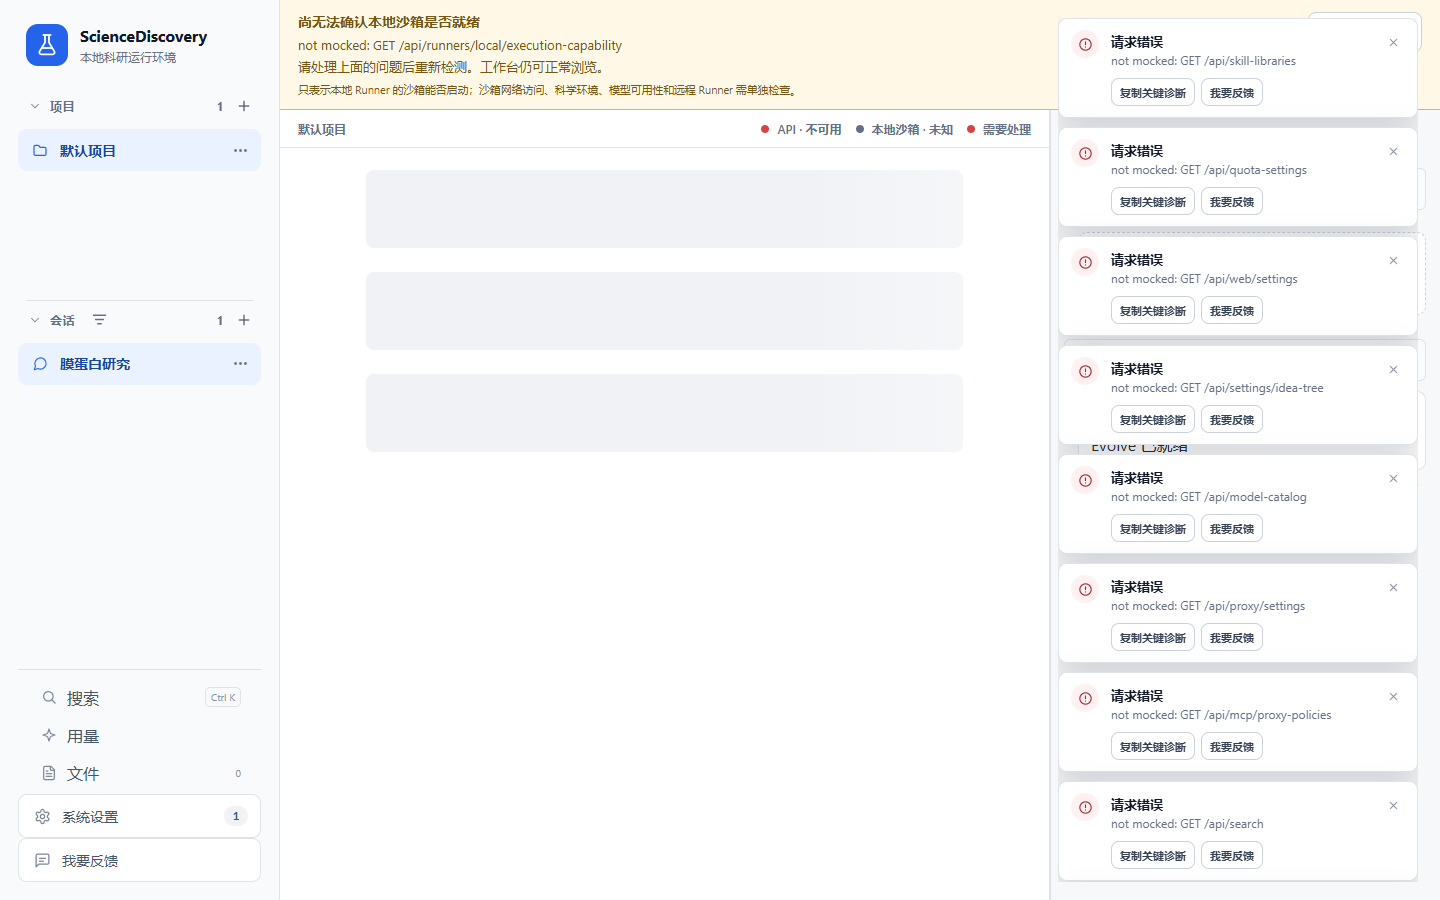 ScienceDiscovery
本地科研运行环境
项目
1
默认项目
会话
1
膜蛋白研究
搜索
Ctrl K
用量
文件
0
系统设置
1
我要反馈
尚无法确认本地沙箱是否就绪
not mocked: GET /api/runners/local/execution-capability
请处理上面的问题后重新检测。工作台仍可正常浏览。
只表示本地 Runner 的沙箱能否启动；沙箱网络访问、科学环境、模型可用性和远程 Runner 需单独检查。
默认项目
API · 不可用
本地沙箱 · 未知
需要处理
请求错误
not mocked: GET /api/skill-libraries
复制关键诊断 我要反馈
请求错误
not mocked: GET /api/quota-settings
复制关键诊断 我要反馈
请求错误
not mocked: GET /api/web/settings
复制关键诊断 我要反馈
请求错误
not mocked: GET /api/settings/idea-tree
复制关键诊断 我要反馈
Evolve 已就绪
请求错误
not mocked: GET /api/model-catalog
复制关键诊断 我要反馈
请求错误
not mocked: GET /api/proxy/settings
复制关键诊断 我要反馈
请求错误
not mocked: GET /api/mcp/proxy-policies
复制关键诊断 我要反馈
请求错误
not mocked: GET /api/search
复制关键诊断 我要反馈